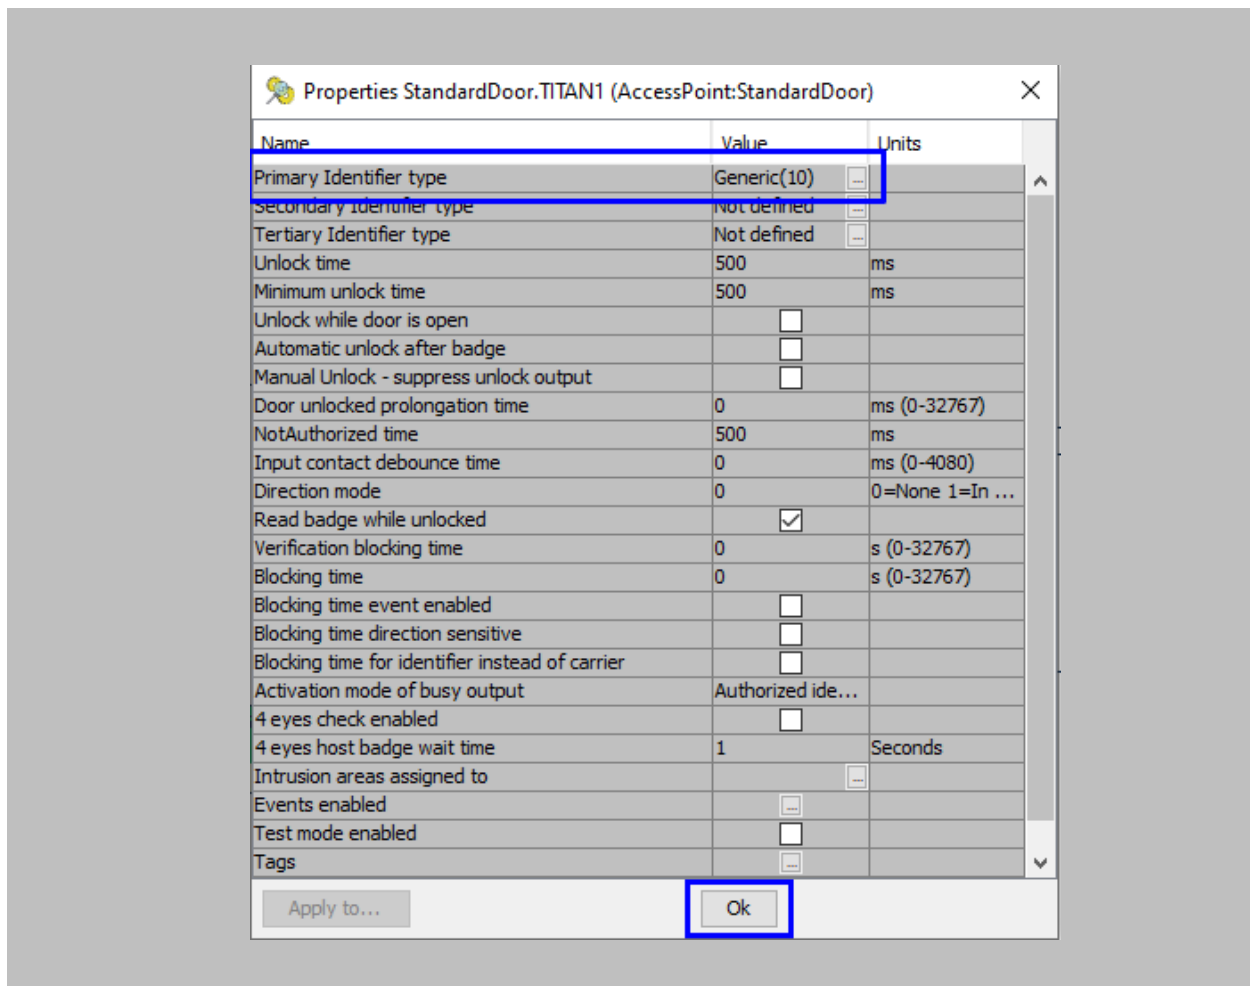 Properties StandardDoor.TITAN1 (AccessPoint:StandardDoor)
Name Value Units
Primary Identifier type Generic(10) ...
Secondary Identifier type Not defined ...
Tertiary Identifier type Not defined ...
Unlock time 500 ms
Minimum unlock time 500 ms
Unlock while door is open
Automatic unlock after badge
Manual Unlock - suppress unlock output
Door unlocked prolongation time 0 ms (0-32767)
NotAuthorized time 500 ms
Input contact debounce time 0 ms (0-4080)
Direction mode 0 0=None 1=In ...
Read badge while unlocked
Verification blocking time 0 s (0-32767)
Blocking time 0 s (0-32767)
Blocking time event enabled
Blocking time direction sensitive
Blocking time for identifier instead of carrier
Activation mode of busy output Authorized ide...
4 eyes check enabled
4 eyes host badge wait time 1 Seconds
Intrusion areas assigned to ...
Events enabled ...
Test mode enabled
Tags ...
Apply to... Ok